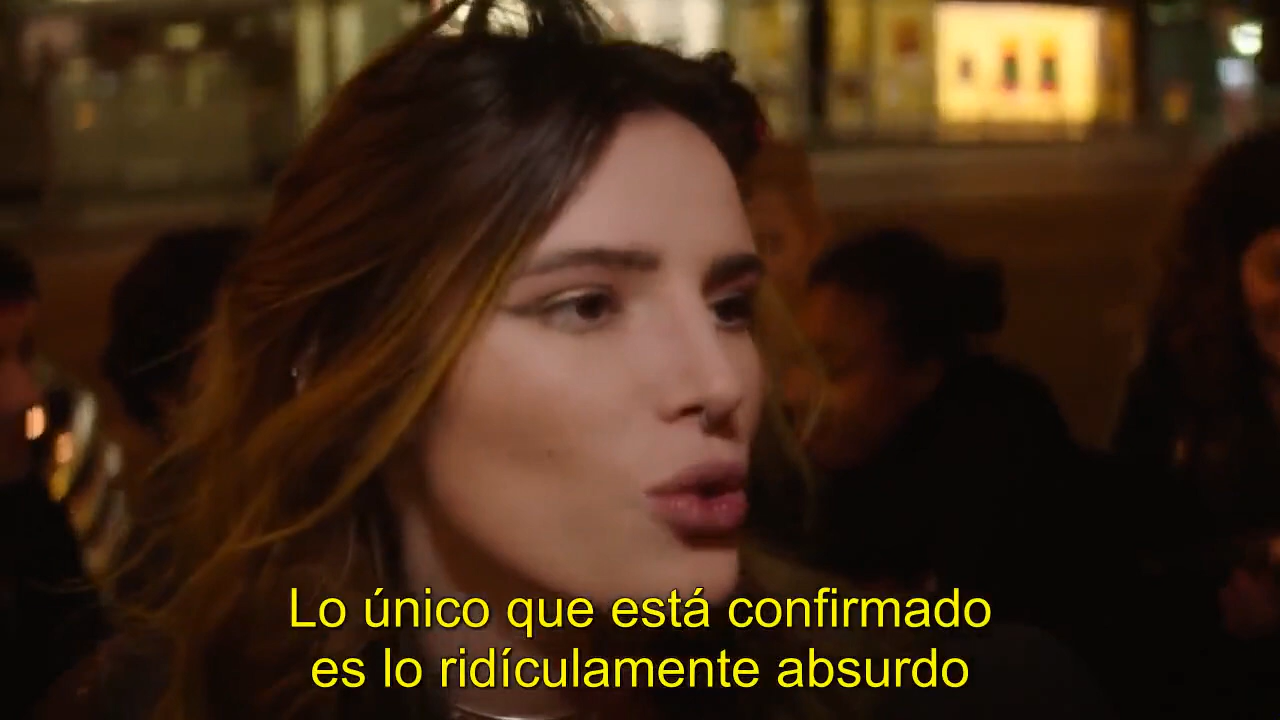 Lo único que está confirmado
es lo ridículamente absurdo